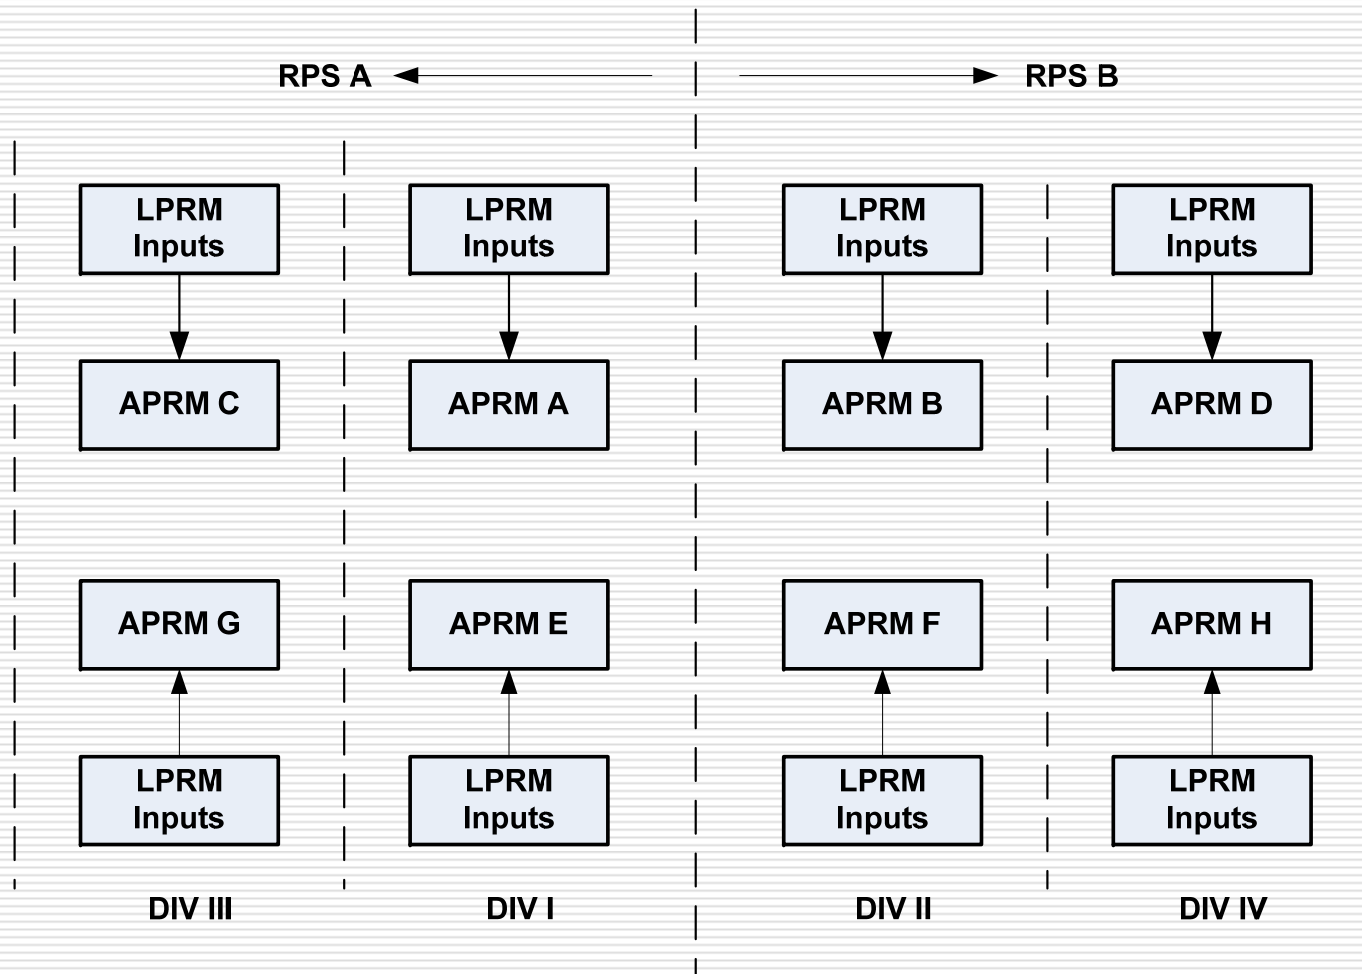 RPS A
RPS B
LPRM
Inputs
LPRM
Inputs
LPRM
Inputs
LPRM
Inputs
APRM C
APRM A
APRM B
APRM D
APRM G
APRM E
APRM F
APRM H
LPRM
Inputs
LPRM
Inputs
LPRM
Inputs
LPRM
Inputs
DIV III
DIV I
DIV II
DIV IV